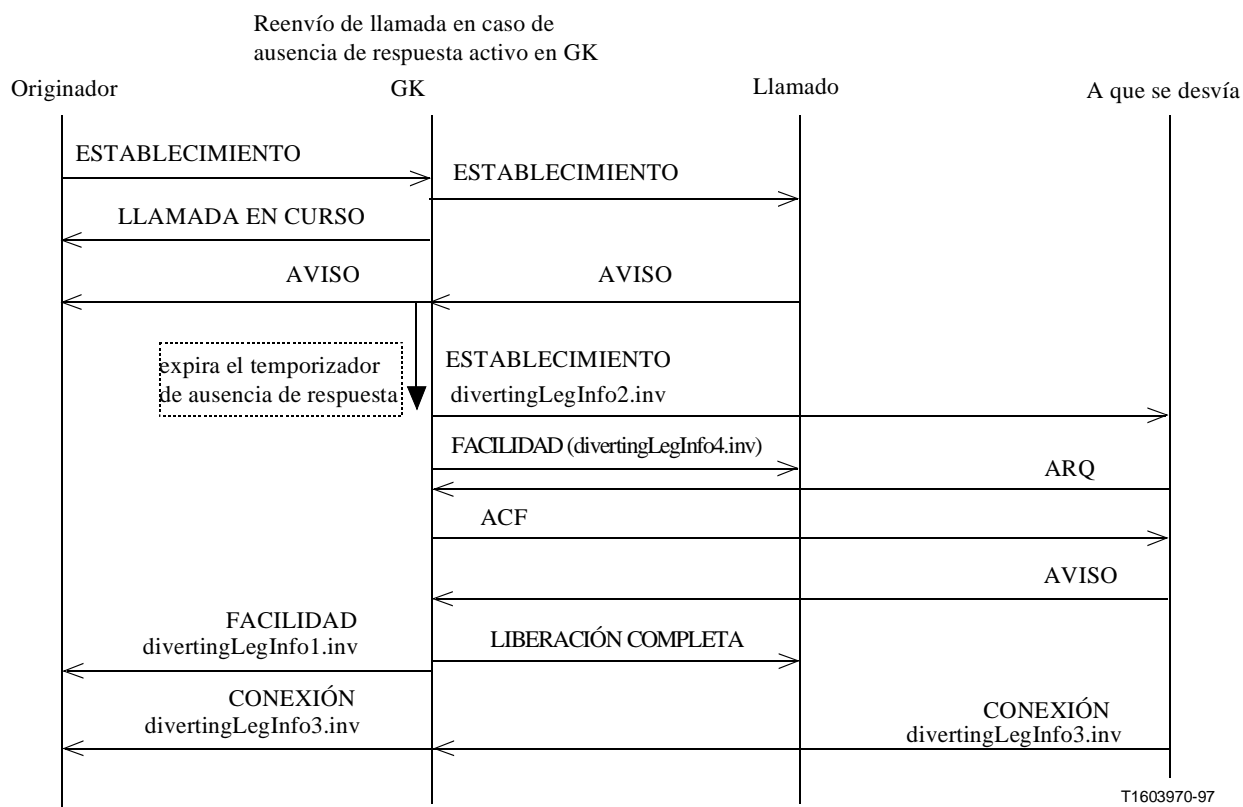 Reenvío de llamada en caso de
ausencia de respuesta activo en GK
Originador
GK
Llamado
A que se desvía
ESTABLECIMIENTO
ESTABLECIMIENTO
LLAMADA EN CURSO
AVISO
AVISO
expira el temporizador
de ausencia de respuesta
ESTABLECIMIENTO
divertingLegInfo2.inv
FACILIDAD (divertingLegInfo4.inv)
ARQ
ACF
AVISO
FACILIDAD
divertingLegInfo1.inv
LIBERACIÓN COMPLETA
CONEXIÓN
divertingLegInfo3.inv
CONEXIÓN
divertingLegInfo3.inv
T1603970-97